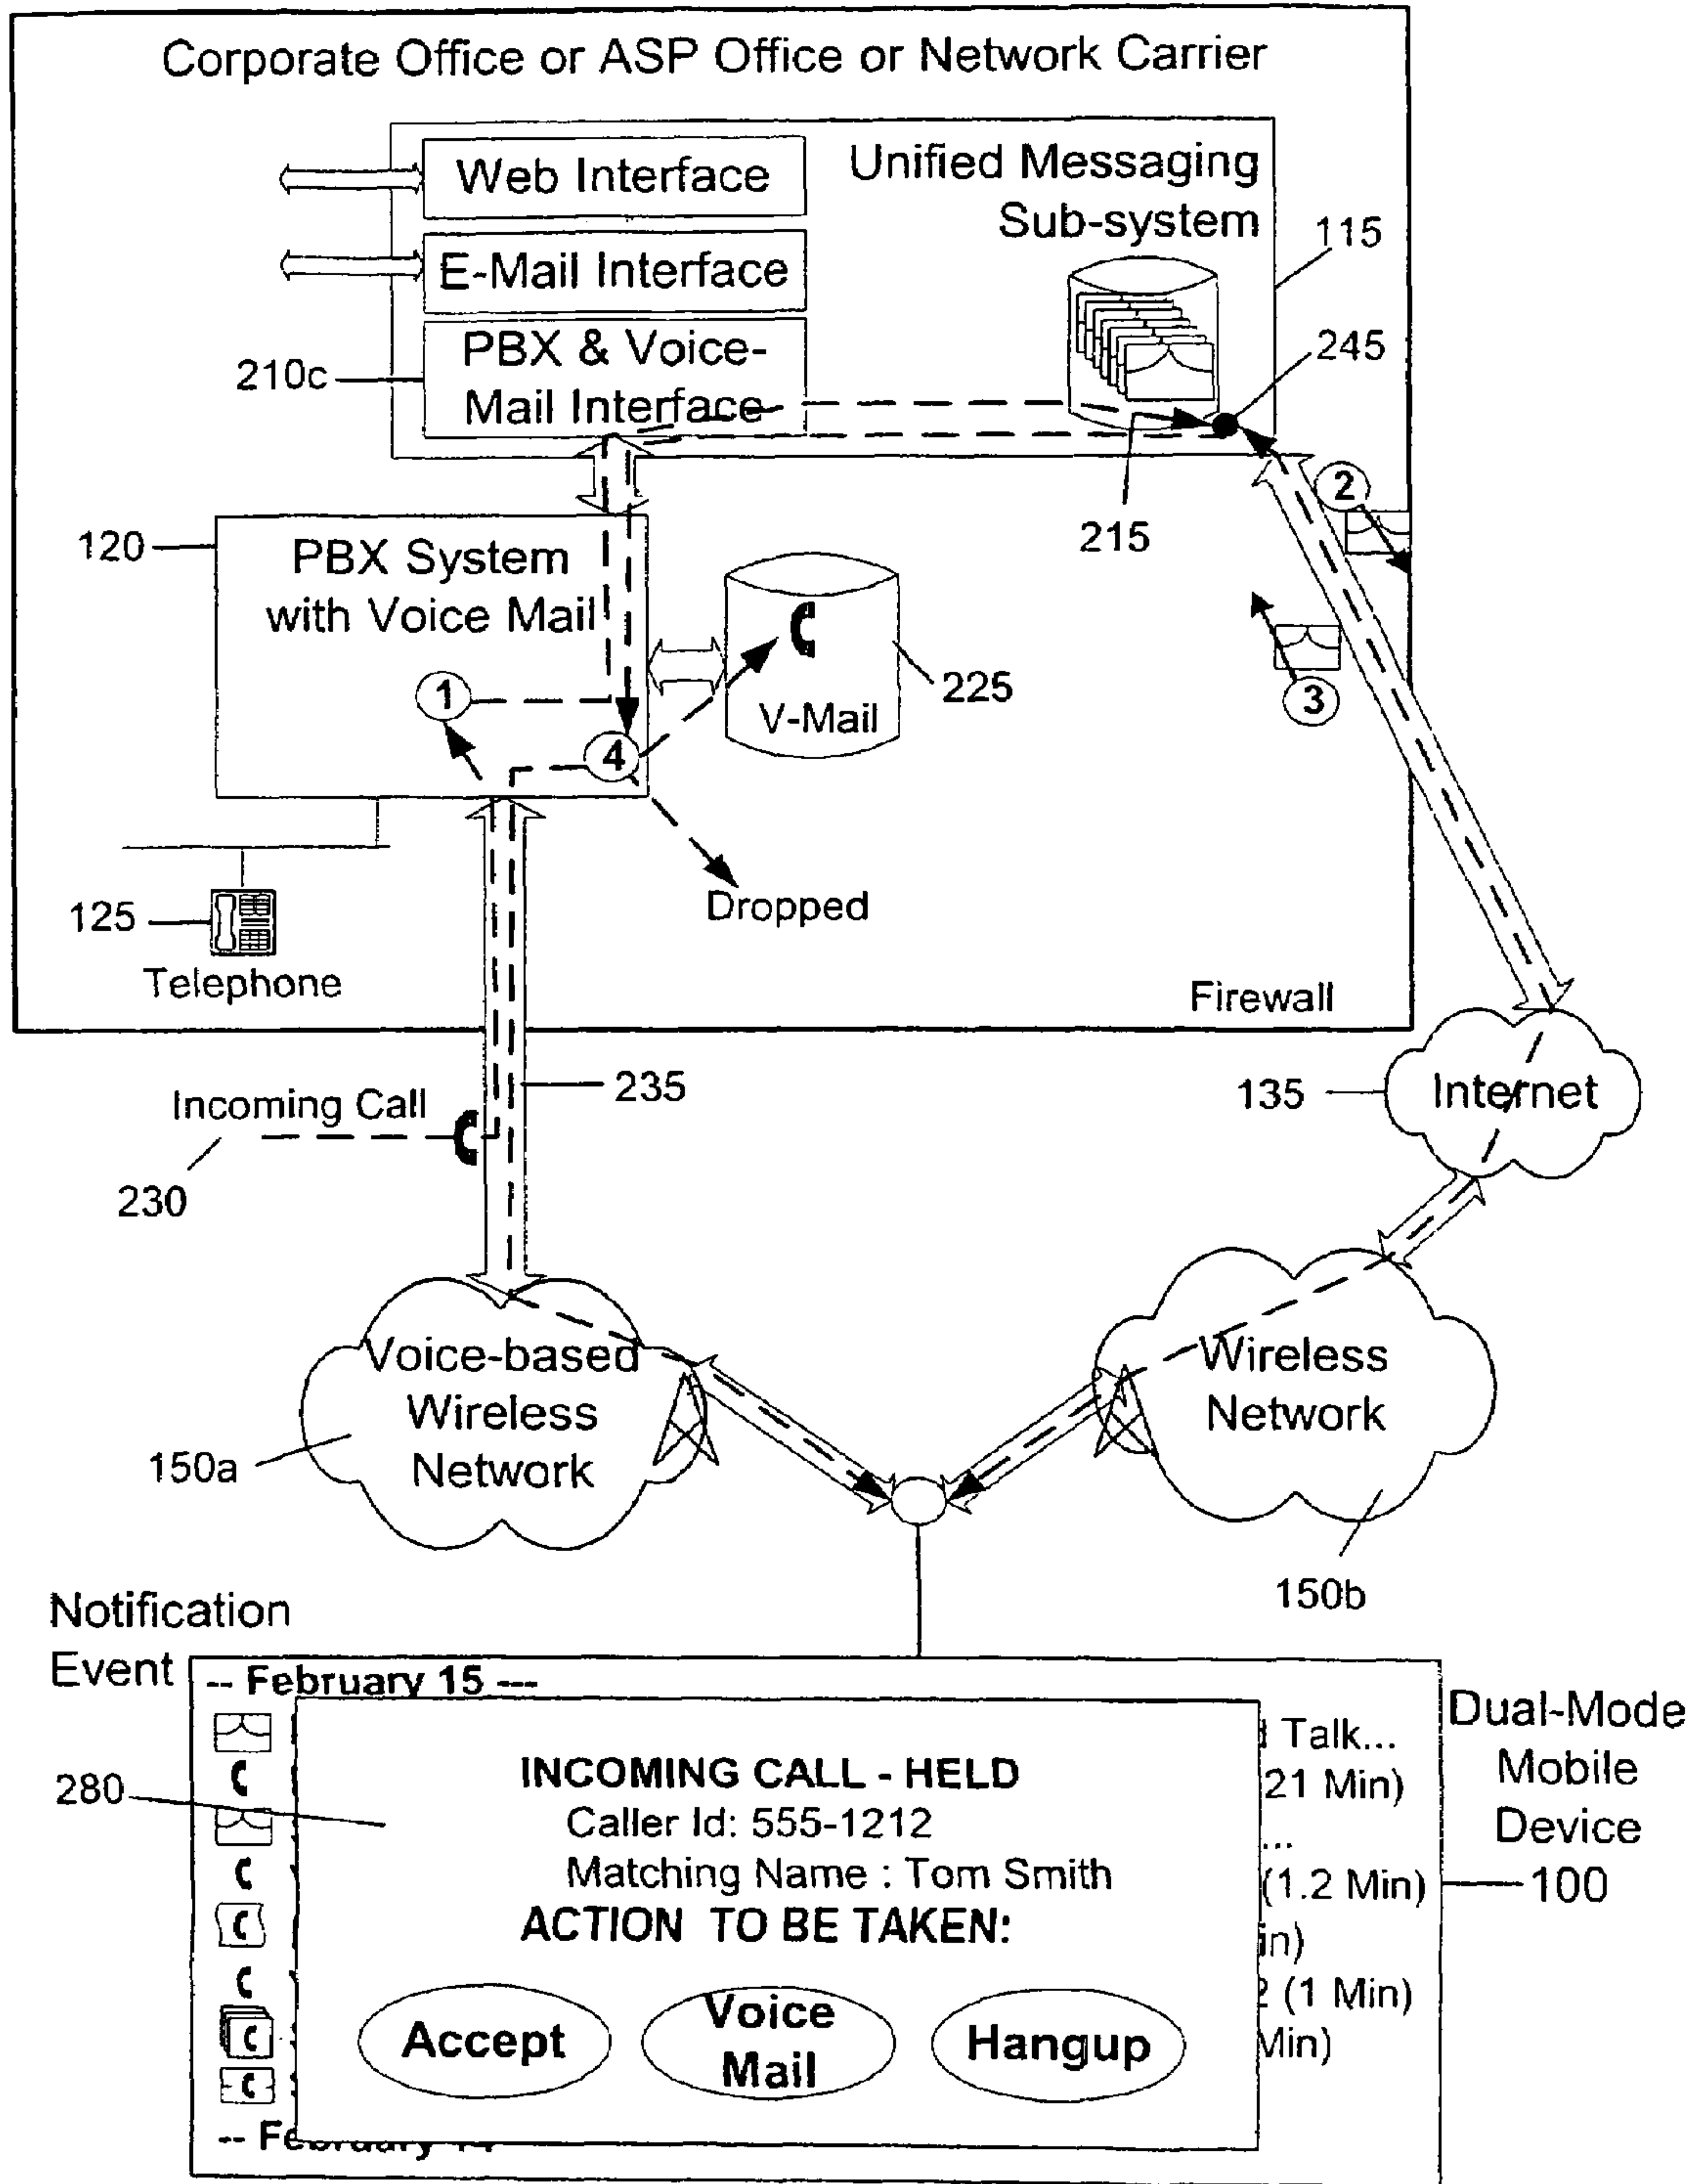 Corporate Office or ASP Office or Network Carrier
Web Interface
Unified Messaging
Sub-system
115
E-Mail Interface
PBX & Voice-
Mail Interface
210c
245
215
2
120
PBX System
with Voice Mail
1
4
V-Mail
225
3
Dropped
125
Telephone
Firewall
Incoming Call
230
235
135
Internet
Voice-based
Wireless
Network
150a
Wireless
Network
150b
Notification
Event
-- February 15 ---
Talk...
21 Min)
...
(1.2 Min)
in)
2 (1 Min)
Min)
280
INCOMING CALL - HELD
Caller Id: 555-1212
Matching Name : Tom Smith
ACTION TO BE TAKEN:
Accept
Voice
Mail
Hangup
Dual-Mode
Mobile
Device
100